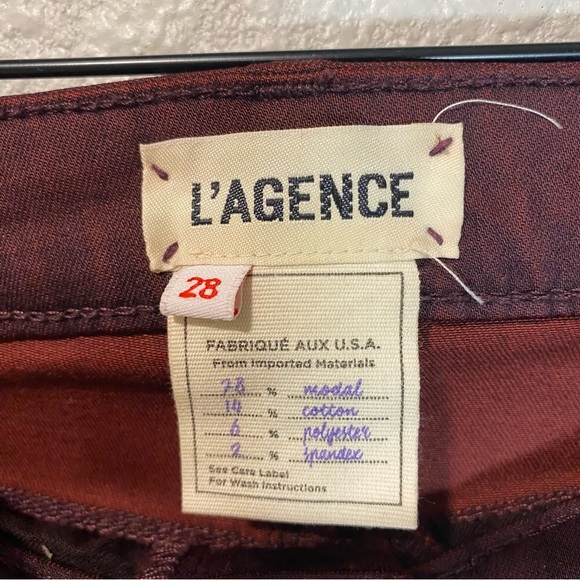 L'AGENCE
28
FABRIQUÉ AUX U.S.A.
From Imported Materials
78 % modal
14 % cotton
6 % polyester
2 % spandex
See Care Label
For Wash Instructions